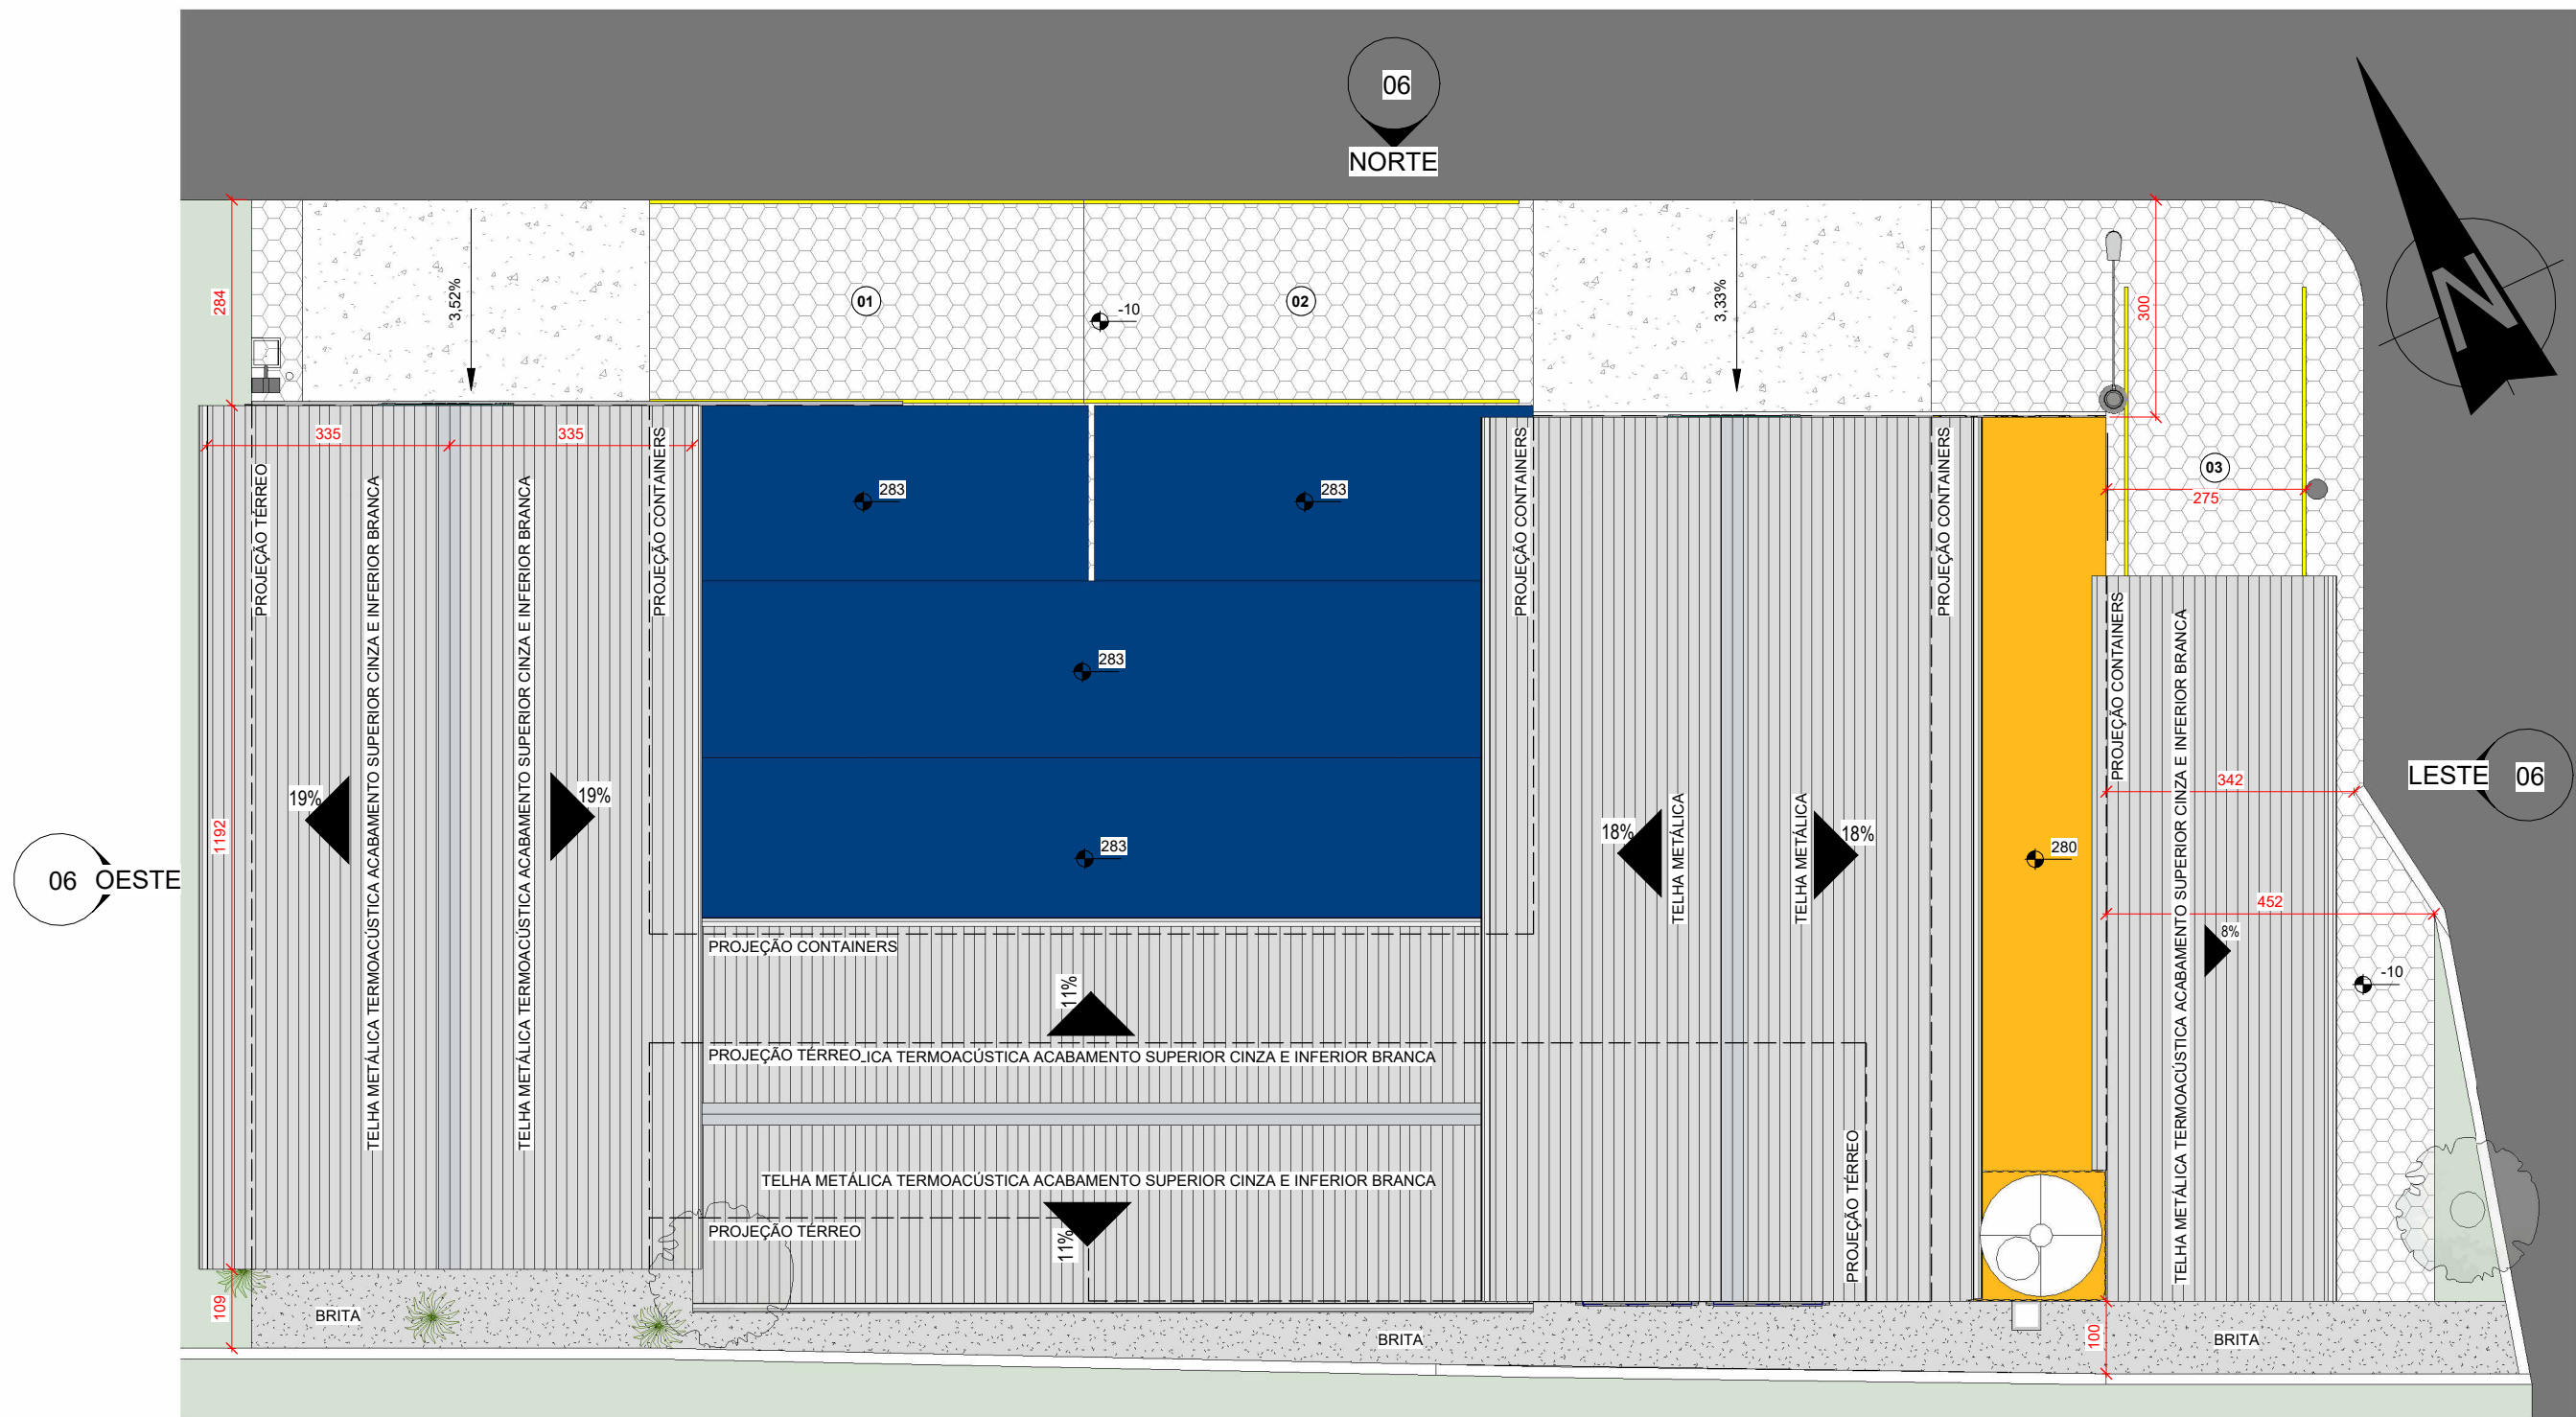 06
NORTE
284
3,52%
01
02
-10
3,33%
300
03
275
335
335
PROJEÇÃO TÉRREO
TELHA METÁLICA TERMOACÚSTICA ACABAMENTO SUPERIOR CINZA E INFERIOR BRANCA
TELHA METÁLICA TERMOACÚSTICA ACABAMENTO SUPERIOR CINZA E INFERIOR BRANCA
PROJEÇÃO CONTAINERS
283
283
283
283
PROJEÇÃO CONTAINERS
PROJEÇÃO CONTAINERS
PROJEÇÃO CONTAINERS
TELHA METÁLICA TERMOACÚSTICA ACABAMENTO SUPERIOR CINZA E INFERIOR BRANCA
342
LESTE 06
19%
19%
1192
06 OESTE
18%
TELHA METÁLICA
TELHA METÁLICA
18%
280
452
8%
-10
PROJEÇÃO CONTAINERS
11%
PROJEÇÃO TÉRREO
LICA TERMOACÚSTICA ACABAMENTO SUPERIOR CINZA E INFERIOR BRANCA
TELHA METÁLICA TERMOACÚSTICA ACABAMENTO SUPERIOR CINZA E INFERIOR BRANCA
PROJEÇÃO TÉRREO
11%
PROJEÇÃO TÉRREO
109
BRITA
BRITA
100
BRITA
N